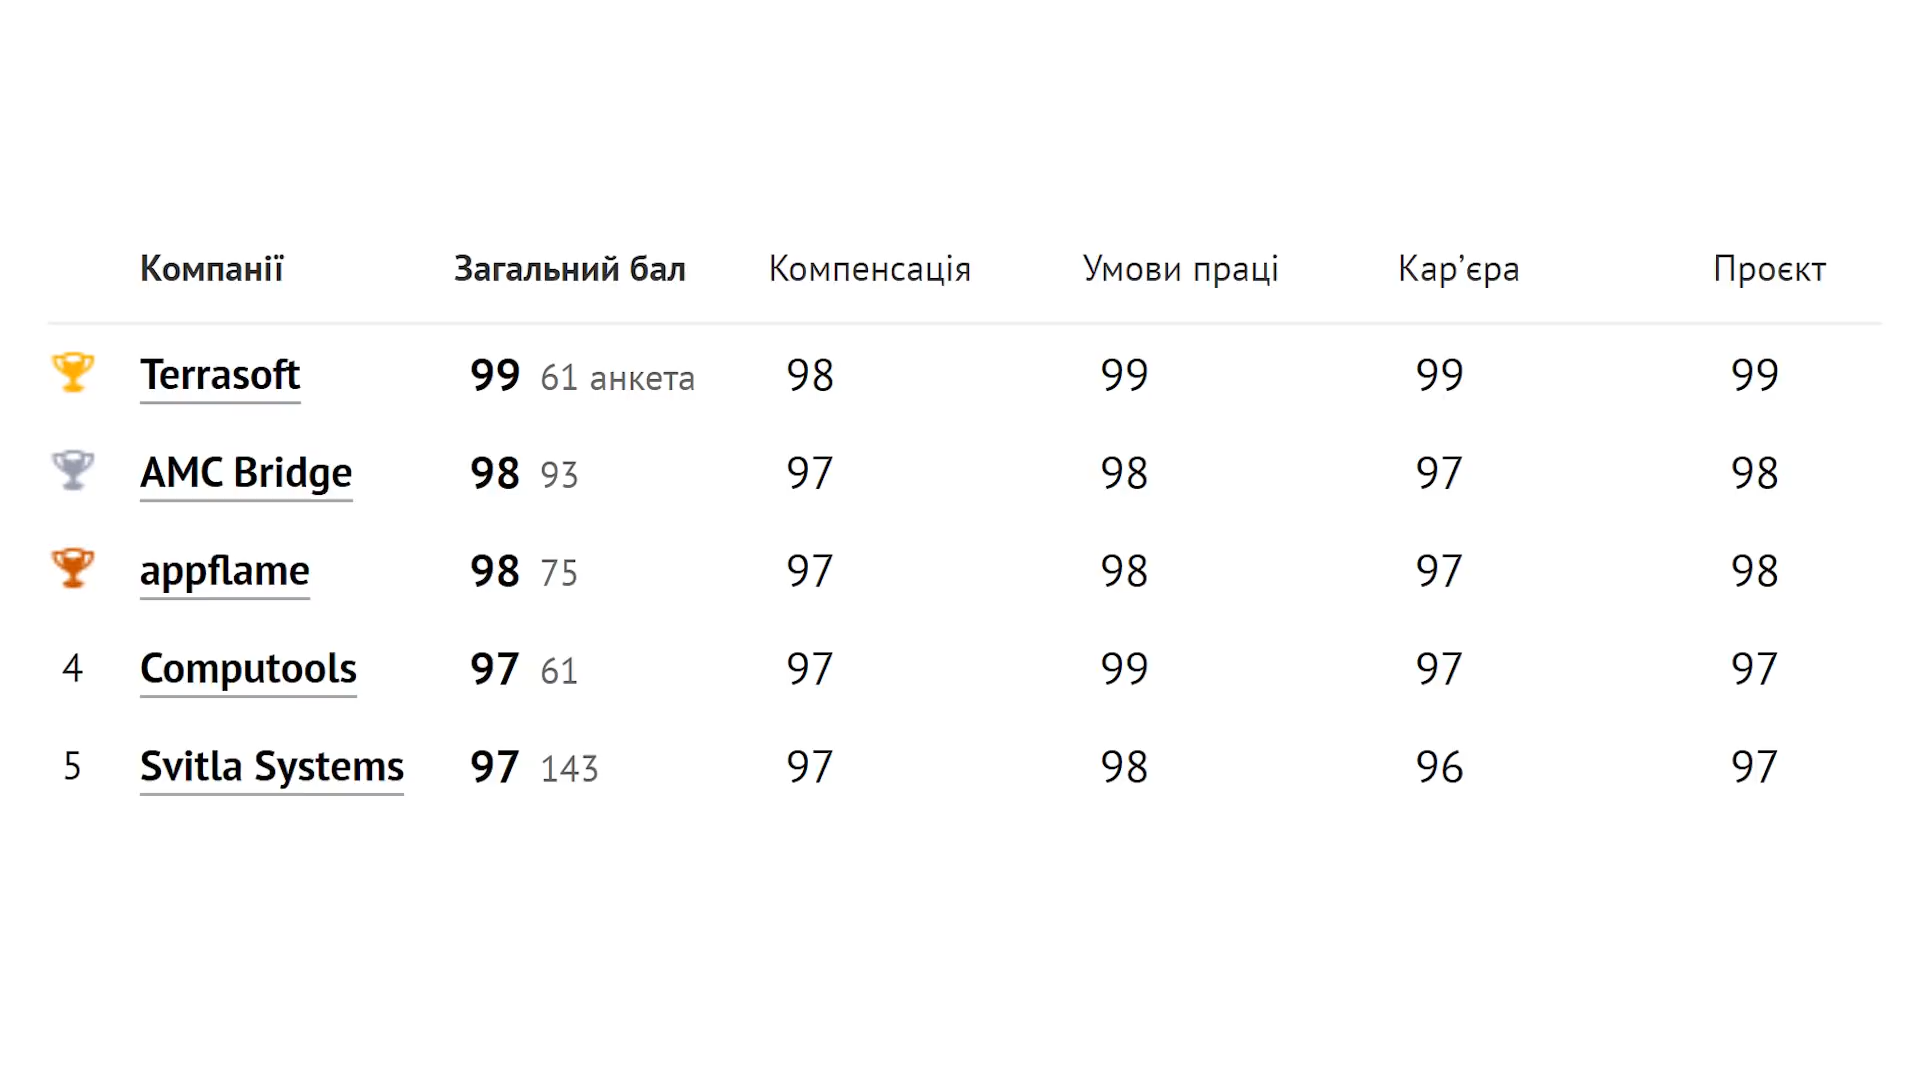 Компанії Загальний бал Компенсація Умови праці Кар’єра Проєкт
Terrasoft 99 61 анкета 98 99 99 99
AMC Bridge 98 93 97 98 97 98
appflame 98 75 97 98 97 98
4 Computools 97 61 97 99 97 97
5 Svitla Systems 97 143 97 98 96 97